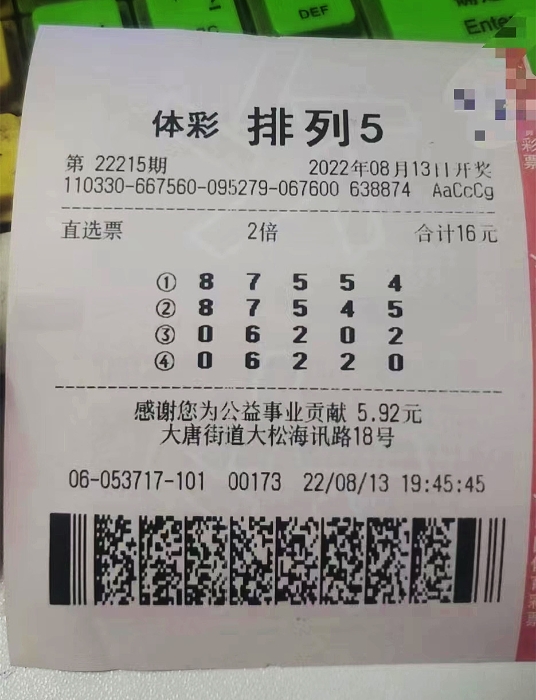 DEF
Enter
体彩 排列5
第 22215期 2022年08月13日开奖
110330-667560-095279-067600 638874 AaCcCg
直选票 2倍 合计16元
① 8 7 5 5 4
② 8 7 5 4 5
③ 0 6 2 0 2
④ 0 6 2 2 0
感谢您为公益事业贡献 5.92元
大唐街道大松海讯路18号
06-053717-101 00173 22/08/13 19:45:45